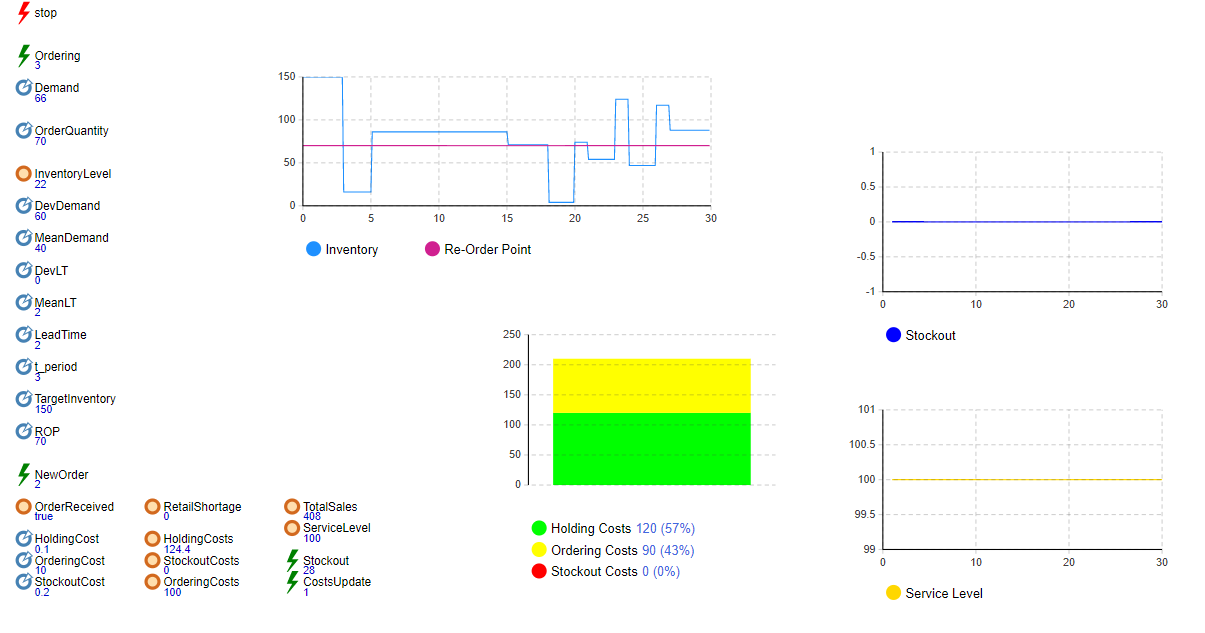 stop
Ordering
3
Demand
66
OrderQuantity
70
InventoryLevel
22
DevDemand
60
MeanDemand
40
DevLT
0
MeanLT
2
LeadTime
2
t_period
3
TargetInventory
150
ROP
70
NewOrder
2
OrderReceived RetailShortage TotalSales
true 0 408
ServiceLevel
100
HoldingCost HoldingCosts
0.1 124.4
OrderingCost StockoutCosts Stockout
10 0 28
StockoutCost OrderingCosts CostsUpdate
0.2 100 1
150
100
50
0
0 5 10 15 20 25 30
Inventory Re-Order Point
250
200
150
100
50
0
Holding Costs 120 (57%)
Ordering Costs 90 (43%)
Stockout Costs 0 (0%)
1
0.5
0
-0.5
-1
0 10 20 30
Stockout
101
100.5
100
99.5
99
0 10 20 30
Service Level